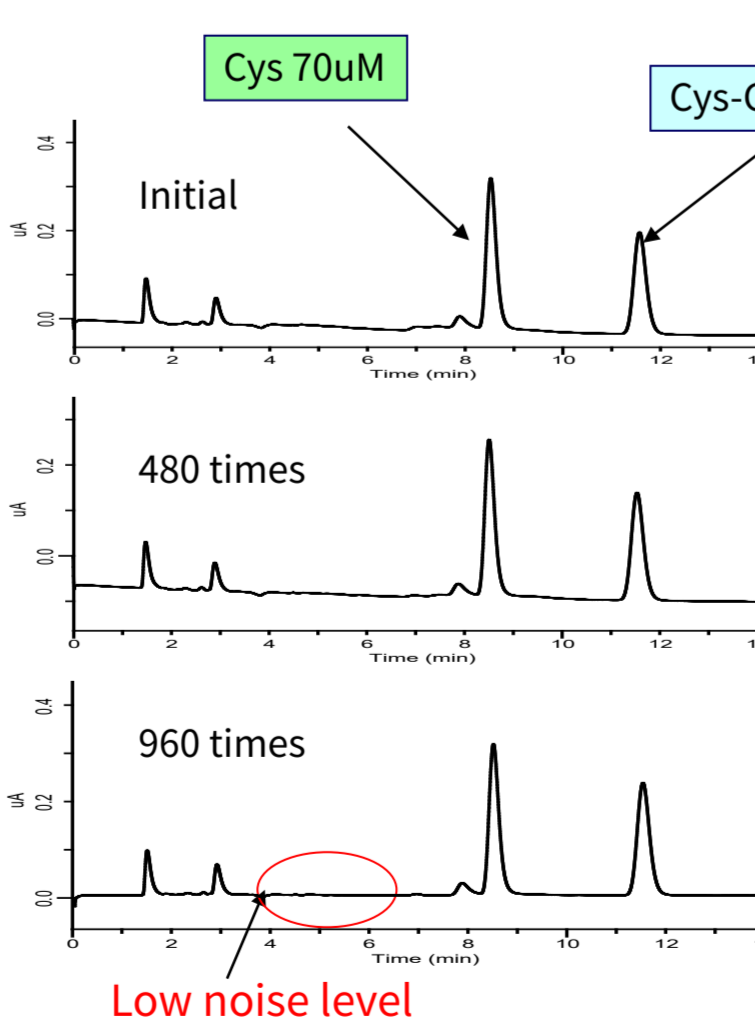 Cys 70uM
Cys-
Initial
0.4
0.2
0.0
uA
0 2 4 6 8 10 12 1
Time (min)
480 times
0.2
0.0
uA
0 2 4 6 8 10 12 1
Time (min)
960 times
0.4
0.2
0.0
uA
0 2 4 6 8 10 12
Time (min)
Low noise level